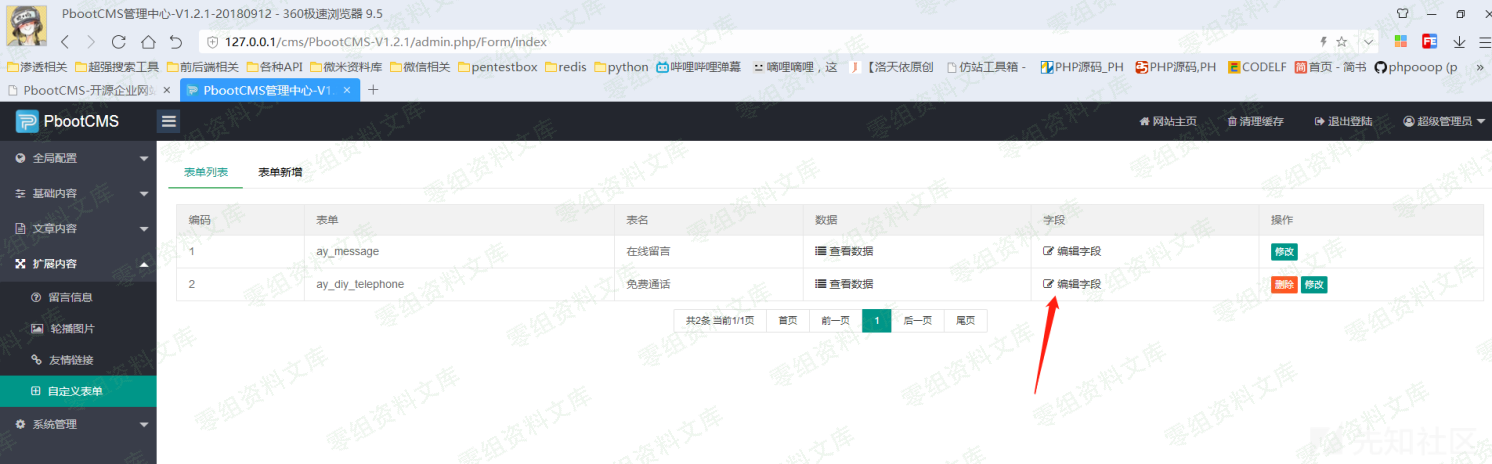 PbootCMS管理中心-V1.2.1-20180912 - 360极速浏览器 9.5
127.0.0.1/cms/PbootCMS-V1.2.1/admin.php/Form/index
渗透相关 超强搜索工具 前后端相关 各种API 微米资料库 微信相关 pentestbox redis python 哔哩哔哩弹幕 嘀哩嘀哩,这 【洛天依原创 仿站工具箱 - PHP源码_PH PHP源码,PH CODELF 首页 - 简书 phpooop (p »
PbootCMS-开源企业网站 × PbootCMS管理中心-V1. × +
PbootCMS 网站主页 清理缓存 退出登陆 超级管理员
全局配置
基础内容
文章内容
扩展内容
留言信息
轮播图片
友情链接
自定义表单
系统管理
表单列表 表单新增
编码 表单 表名 数据 字段 操作
1 ay_message 在线留言 查看数据 编辑字段 修改
2 ay_diy_telephone 免费通话 查看数据 编辑字段 删除 修改
共2条 当前1/1页 首页 前一页 1 后一页 尾页
零组资料文库
先知社区